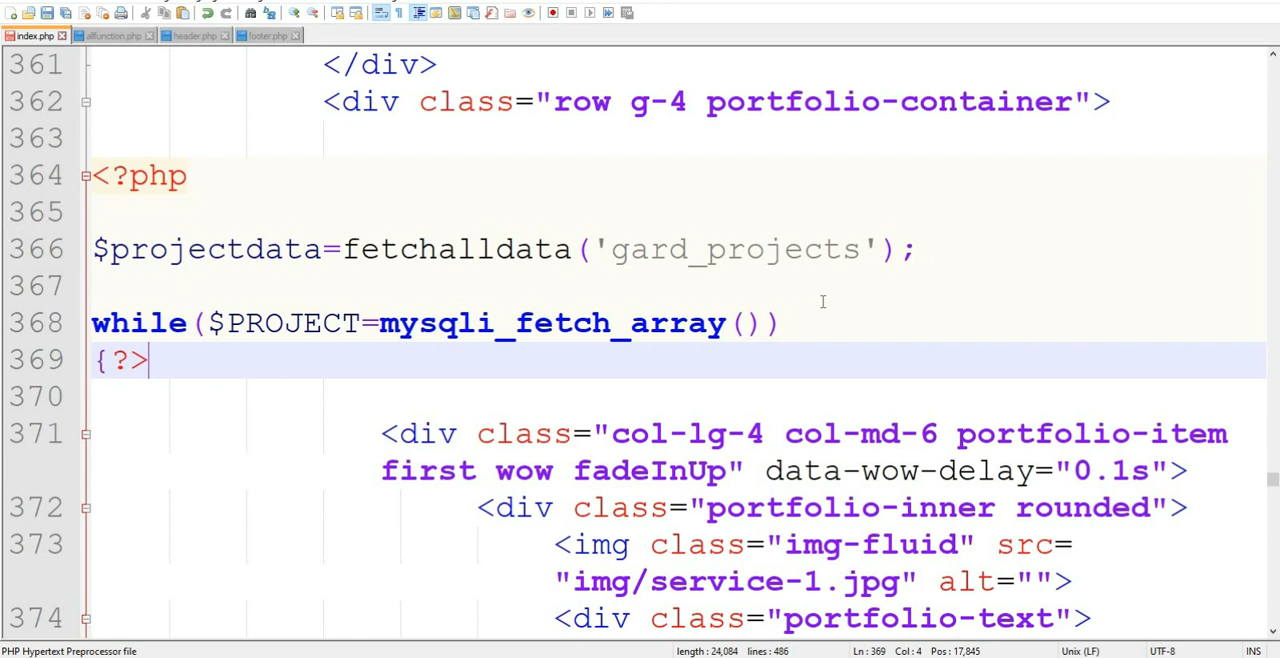 index.php allfunction.php header.php footer.php
361 </div>
362 <div class="row g-4 portfolio-container">
363
364 <?php
365
366 $projectdata=fetchalldata('gard_projects');
367
368 while($PROJECT=mysqli_fetch_array())
369 {?>
370
371 <div class="col-lg-4 col-md-6 portfolio-item
first wow fadeInUp" data-wow-delay="0.1s">
372 <div class="portfolio-inner rounded">
373 <img class="img-fluid" src=
"img/service-1.jpg" alt="">
374 <div class="portfolio-text">
PHP Hypertext Preprocessor file length : 24,084 lines : 486 Ln : 369 Col : 4 Pos : 17,845 Unix (LF) UTF-8 INS